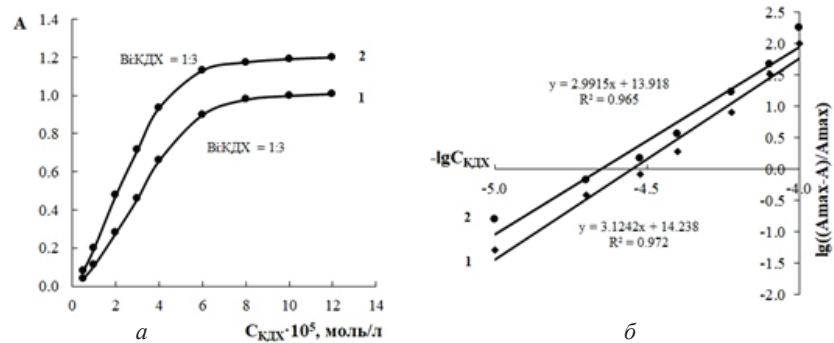 A
1.4
1.2
1.0
0.8
0.6
0.4
0.2
0.0
Bi:КДХ = 1:3
2
1
Bi:КДХ = 1:3
0 2 4 6 8 10 12 14
а
C_КДХ·10⁵, моль/л
2.5
2.0
1.5
1.0
0.5
0.0
-0.5
-1.0
-1.5
-2.0
y = 2.9915x + 13.918
R² = 0.965
-lgC_КДХ
-5.0 -4.5 -4.0
2
y = 3.1242x + 14.238
R² = 0.972
1
lg((Amax-A)/Amax)
б